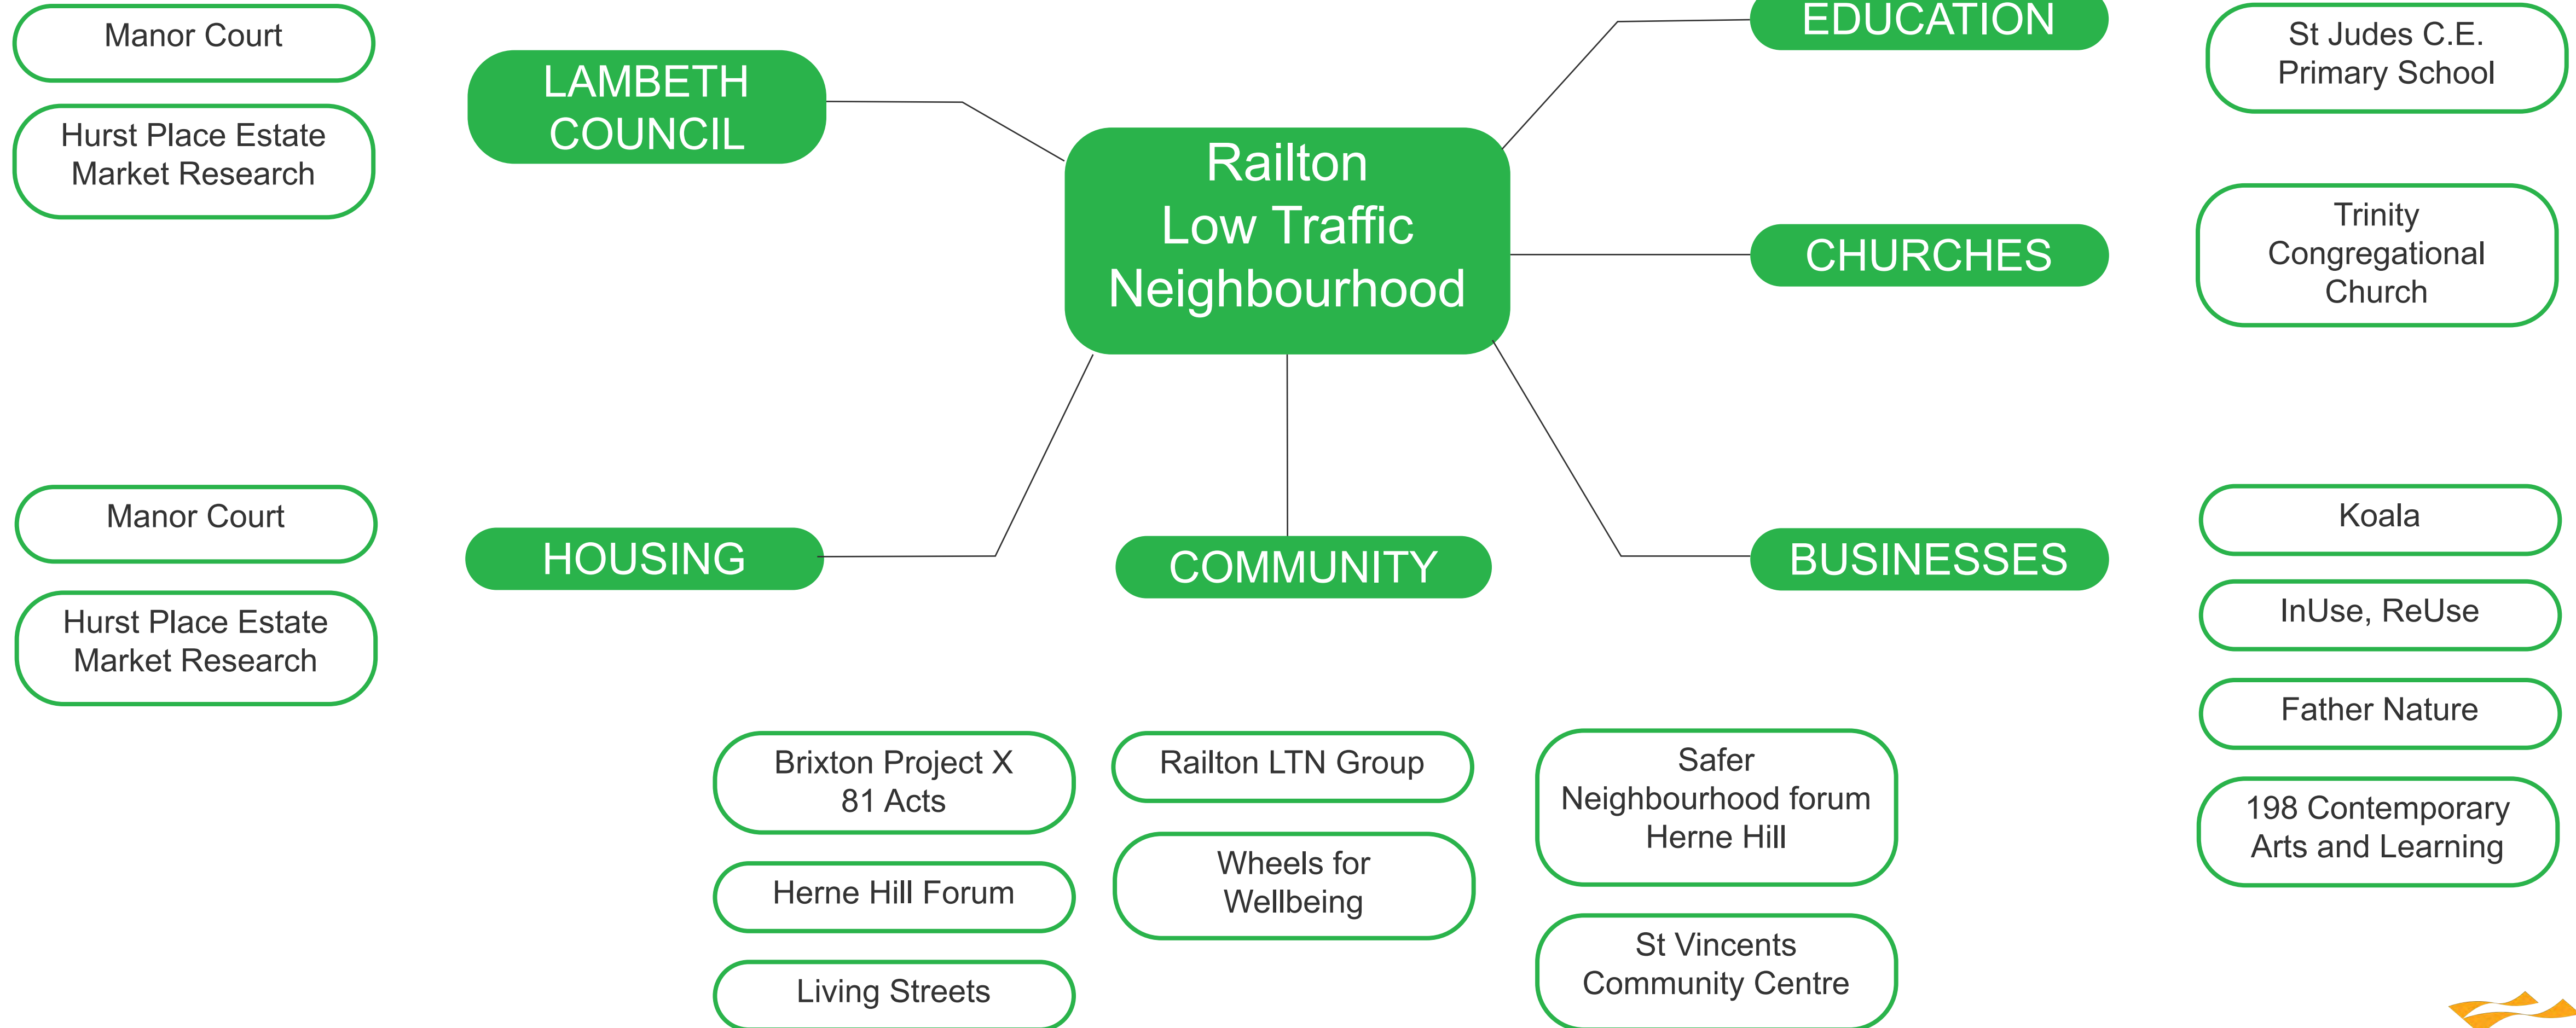 Manor Court
Hurst Place Estate
Market Research
LAMBETH
COUNCIL
Railton
Low Traffic
Neighbourhood
EDUCATION
St Judes C.E.
Primary School
CHURCHES
Trinity
Congregational
Church
Manor Court
Hurst Place Estate
Market Research
HOUSING
COMMUNITY
BUSINESSES
Koala
InUse, ReUse
Father Nature
198 Contemporary
Arts and Learning
Brixton Project X
81 Acts
Herne Hill Forum
Living Streets
Railton LTN Group
Wheels for
Wellbeing
Safer
Neighbourhood forum
Herne Hill
St Vincents
Community Centre